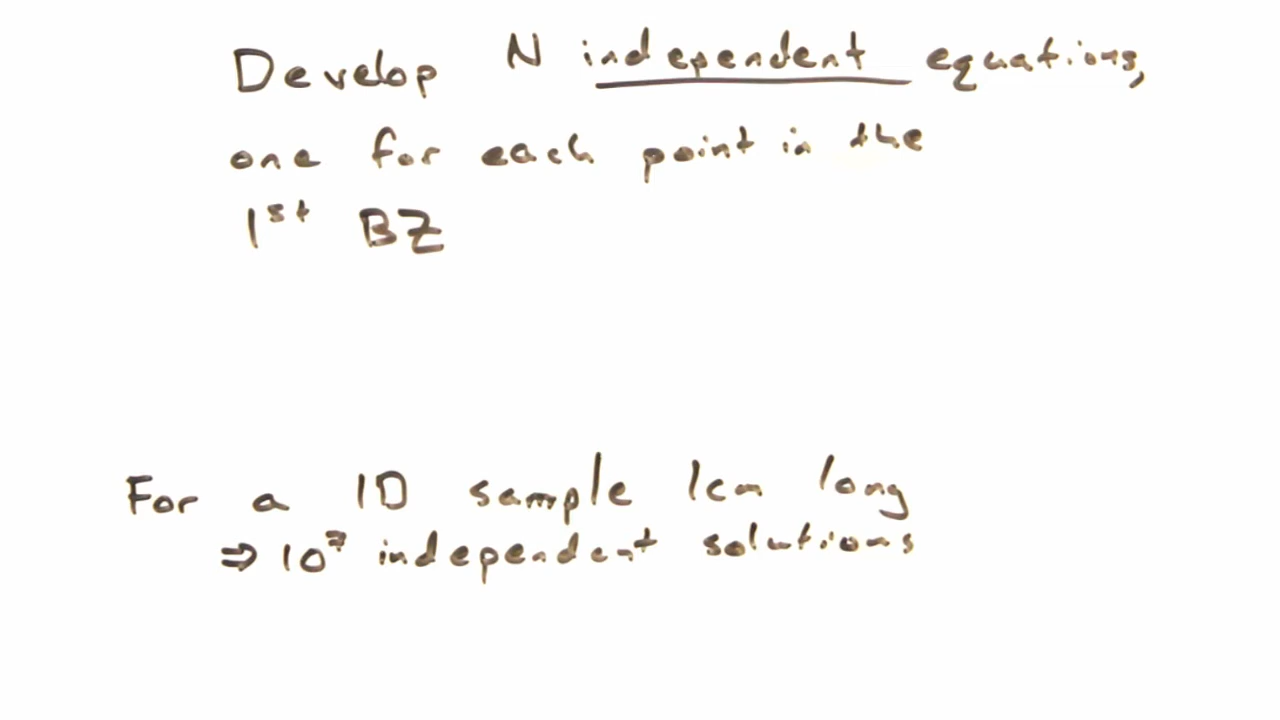 Develop N independent equations,
one for each point in the
1st BZ
For a 1D sample 1cm long
⇒ 10⁷ independent solutions